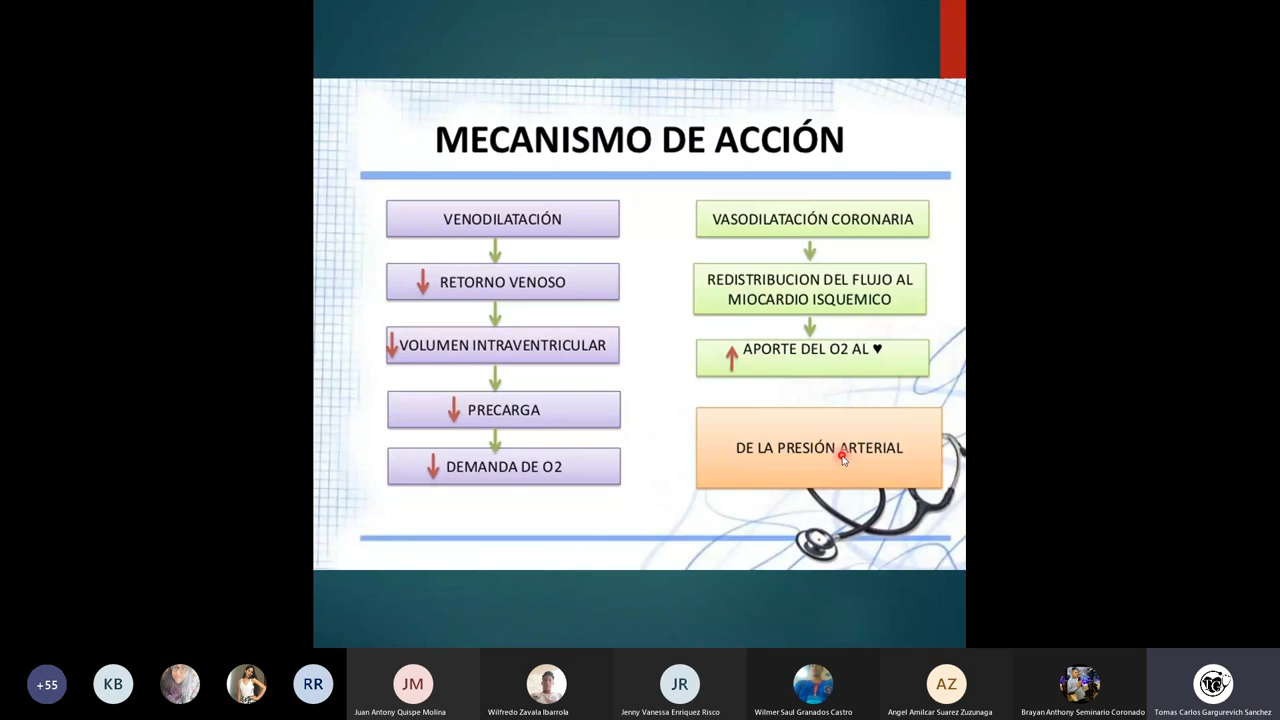 MECANISMO DE ACCIÓN
VENODILATACIÓN
RETORNO VENOSO
VOLUMEN INTRAVENTRICULAR
PRECARGA
DEMANDA DE O2
VASODILATACIÓN CORONARIA
REDISTRIBUCION DEL FLUJO AL
MIOCARDIO ISQUEMICO
APORTE DEL O2 AL ♥
DE LA PRESIÓN ARTERIAL
+55
KB
RR
JM
Juan Antony Quispe Molina
Wilfredo Zavala Ibarrola
JR
Jenny Vanessa Enriquez Risco
Wilmer Saul Granados Castro
AZ
Angel Amilcar Suarez Zuzunaga
Brayan Anthony Seminario Coronado
Tomas Carlos Gargurevich Sanchez